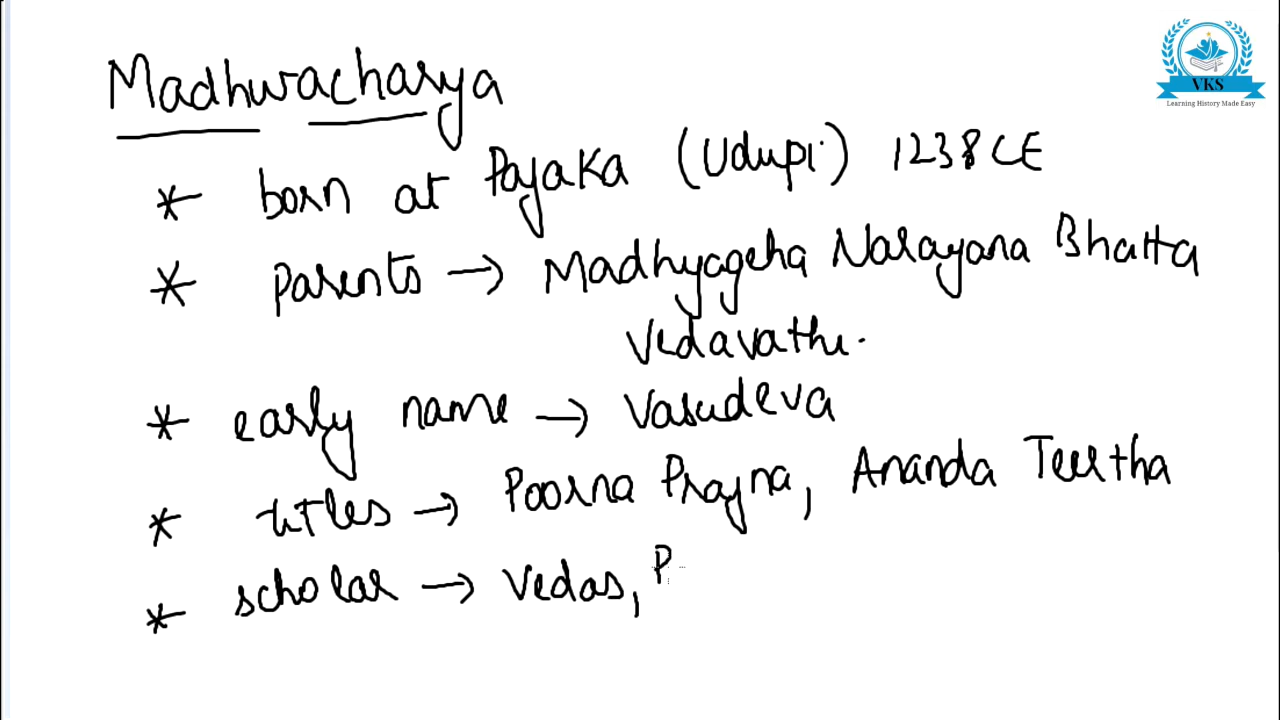 VKS
Learning History Made Easy
Madhwacharya
* born at Pajaka (Udupi) 1238 CE
* Parents → Madhyageha Narayana Bhatta
Vedavathi.
* early name → Vasudeva
* titles → Poorna Prajna, Ananda Teertha
* scholar → Vedas, P